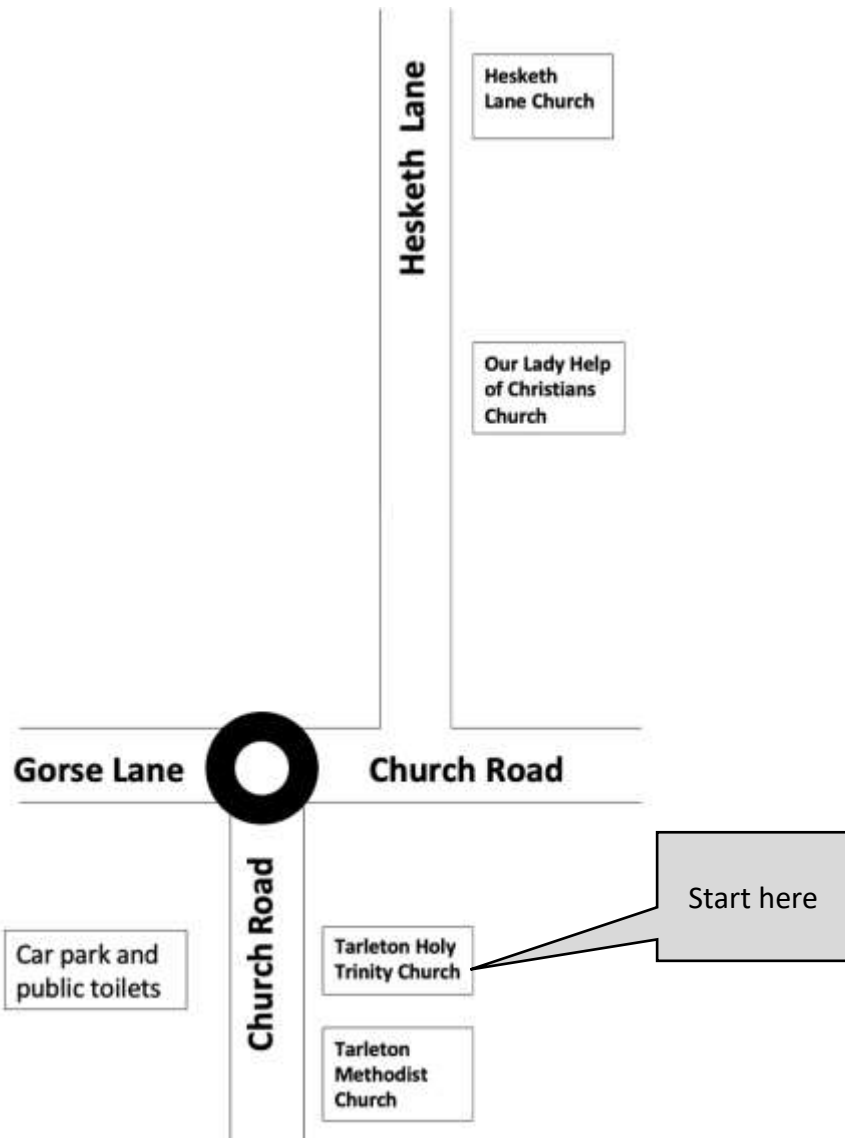 Hesketh Lane
Hesketh
Lane Church
Our Lady Help
of Christians
Church
Gorse Lane
Church Road
Church Road
Start here
Car park and
public toilets
Tarleton Holy
Trinity Church
Tarleton
Methodist
Church